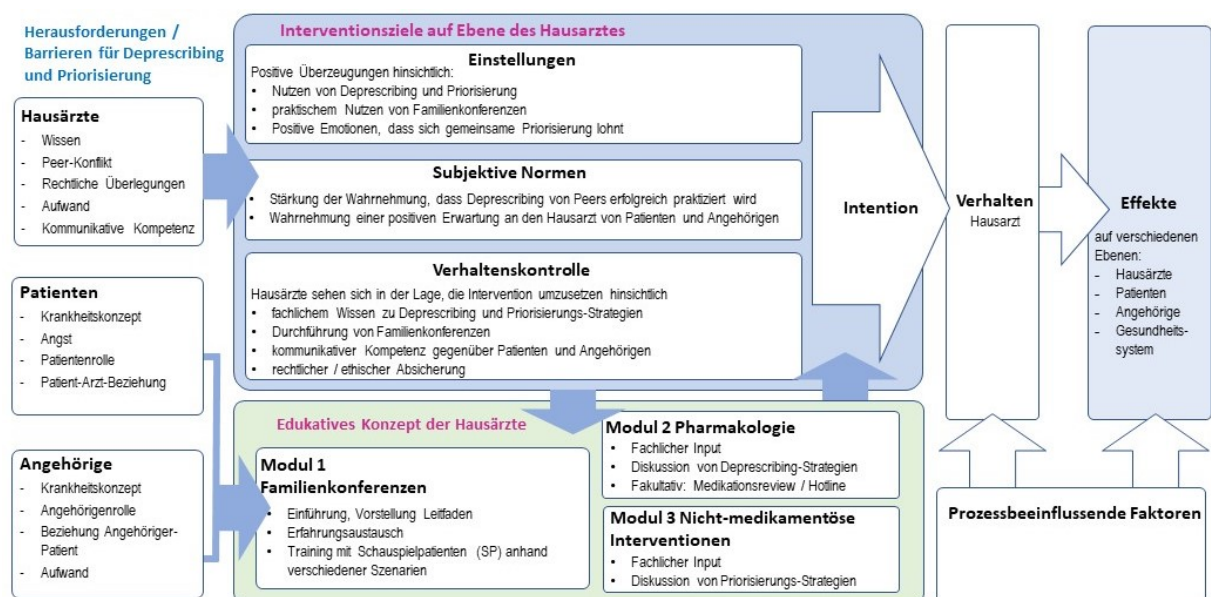 Herausforderungen /
Barrieren für Deprescribing
und Priorisierung
Hausärzte
- Wissen
- Peer-Konflikt
- Rechtliche Überlegungen
- Aufwand
- Kommunikative Kompetenz
Patienten
- Krankheitskonzept
- Angst
- Patientenrolle
- Patient-Arzt-Beziehung
Angehörige
- Krankheitskonzept
- Angehörigenrolle
- Beziehung Angehöriger-
Patient
- Aufwand
Interventionsziele auf Ebene des Hausarztes
Einstellungen
Positive Überzeugungen hinsichtlich:
• Nutzen von Deprescribing und Priorisierung
• praktischem Nutzen von Familienkonferenzen
• Positive Emotionen, dass sich gemeinsame Priorisierung lohnt
Subjektive Normen
• Stärkung der Wahrnehmung, dass Deprescribing von Peers erfolgreich praktiziert wird
• Wahrnehmung einer positiven Erwartung an den Hausarzt von Patienten und Angehörigen
Verhaltenskontrolle
Hausärzte sehen sich in der Lage, die Intervention umzusetzen hinsichtlich
• fachlichem Wissen zu Deprescribing und Priorisierungs-Strategien
• Durchführung von Familienkonferenzen
• kommunikativer Kompetenz gegenüber Patienten und Angehörigen
• rechtlicher / ethischer Absicherung
Edukatives Konzept der Hausärzte
Modul 1
Familienkonferenzen
• Einführung, Vorstellung Leitfaden
• Erfahrungsaustausch
• Training mit Schauspielpatienten (SP) anhand
verschiedener Szenarien
Modul 2 Pharmakologie
• Fachlicher Input
• Diskussion von Deprescribing-Strategien
• Fakultativ: Medikationsreview / Hotline
Modul 3 Nicht-medikamentöse
Interventionen
• Fachlicher Input
• Diskussion von Priorisierungs-Strategien
Intention
Verhalten
Hausarzt
Effekte
auf verschiedenen
Ebenen:
- Hausärzte
- Patienten
- Angehörige
- Gesundheits-
system
Prozessbeeinflussende Faktoren